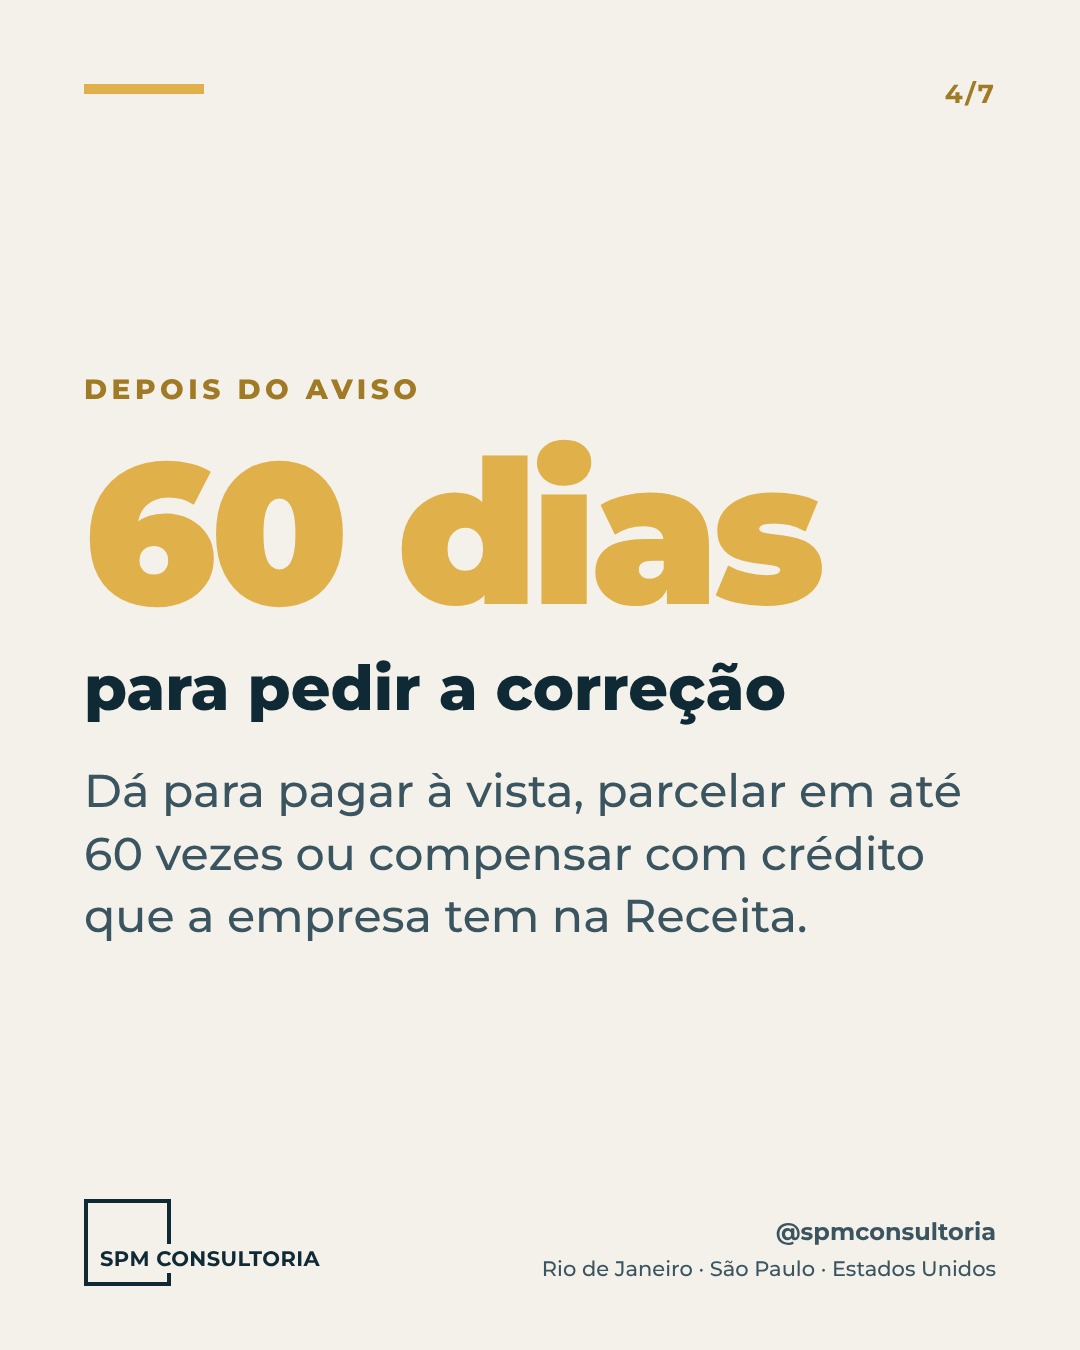 4/7
DEPOIS DO AVISO
60 dias
para pedir a correção
Dá para pagar à vista, parcelar em até
60 vezes ou compensar com crédito
que a empresa tem na Receita.
SPM CONSULTORIA
@spmconsultoria
Rio de Janeiro · São Paulo · Estados Unidos